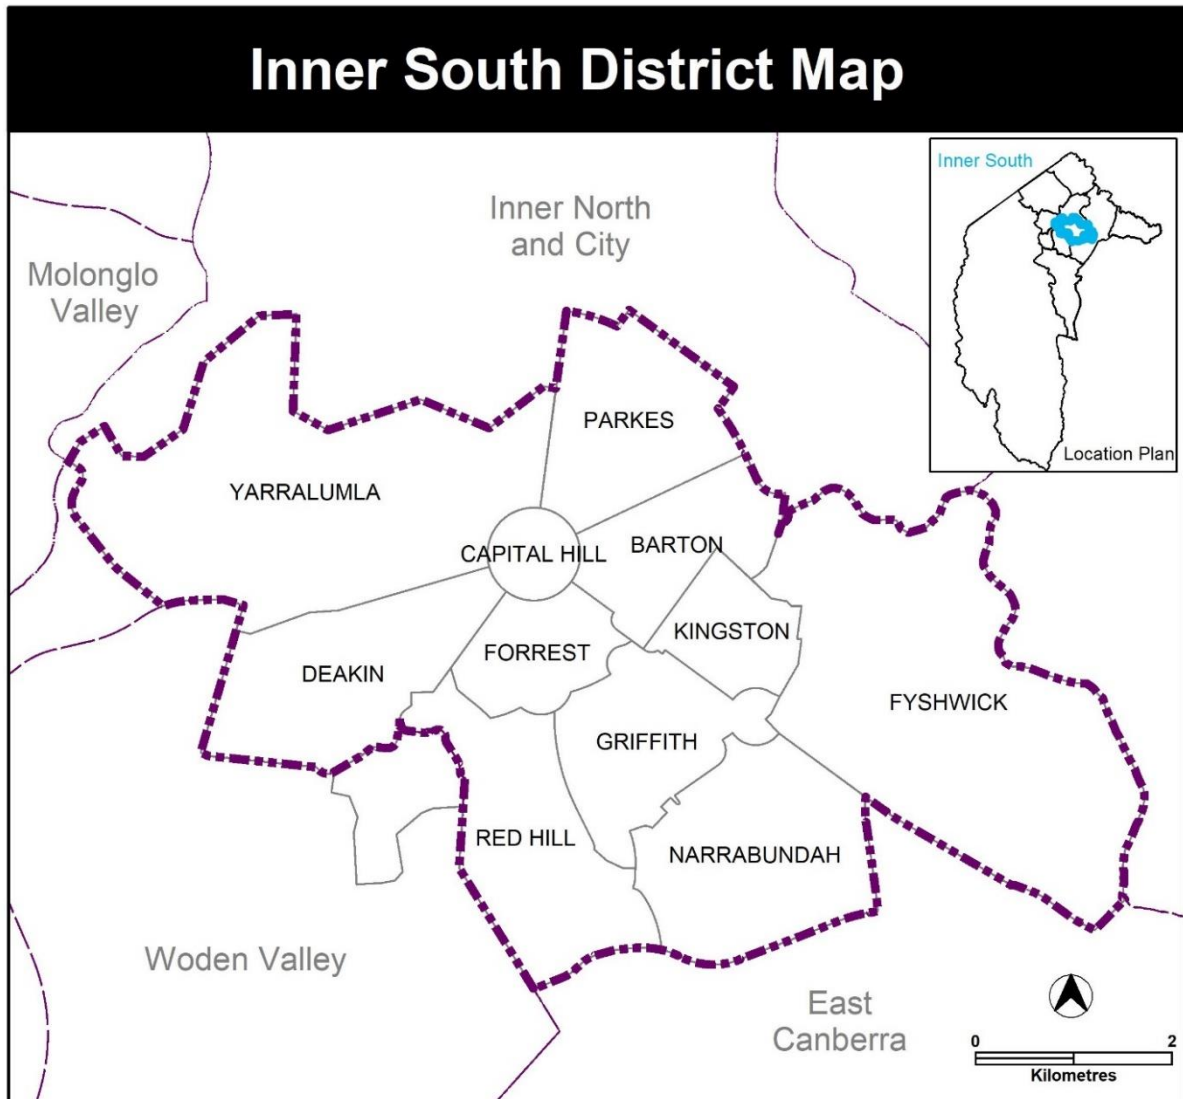 Inner South District Map
Inner South
Location Plan
Inner North
and City
Molonglo
Valley
PARKES
YARRALUMLA
CAPITAL HILL
BARTON
KINGSTON
FORREST
DEAKIN
FYSHWICK
GRIFFITH
RED HILL
NARRABUNDAH
Woden Valley
East
Canberra
0 2
Kilometres